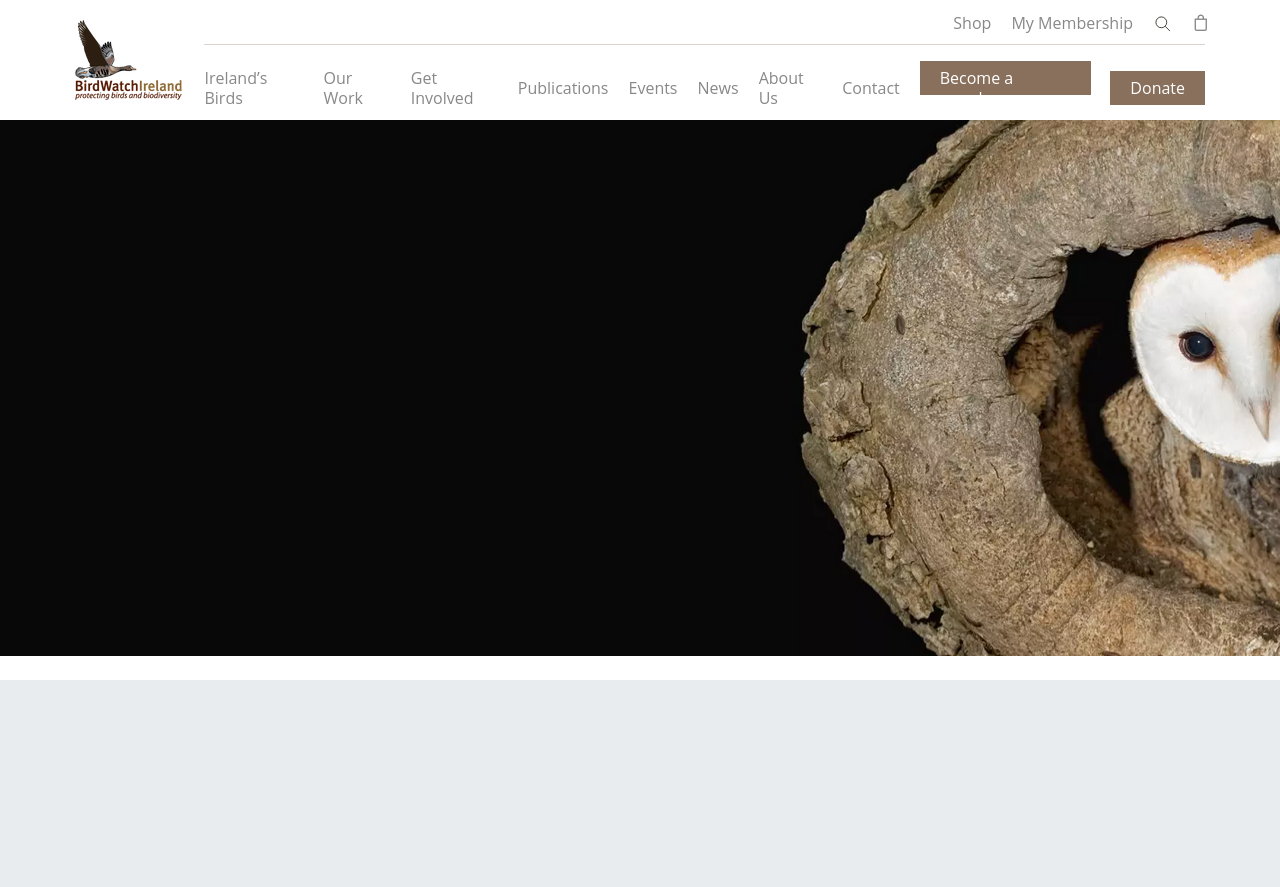 Shop
My Membership
BirdWatchIreland
protecting birds and biodiversity
Ireland's
Birds
Our
Work
Get
Involved
Publications
Events
News
About
Us
Contact
Become a
Donate